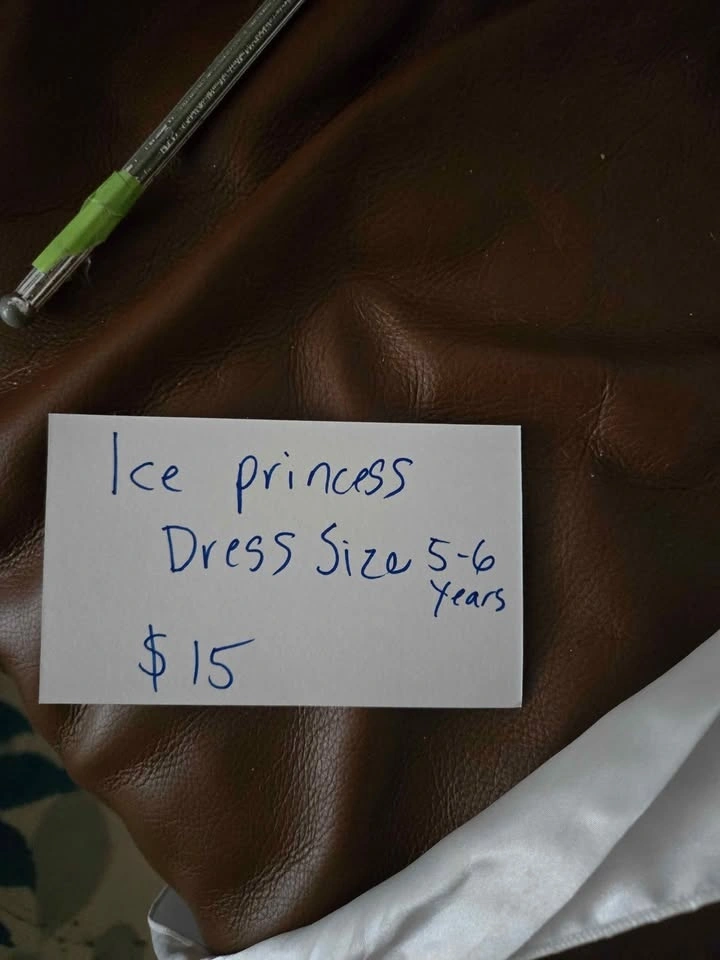 Ice princess
Dress Size 5-6
Years
$15